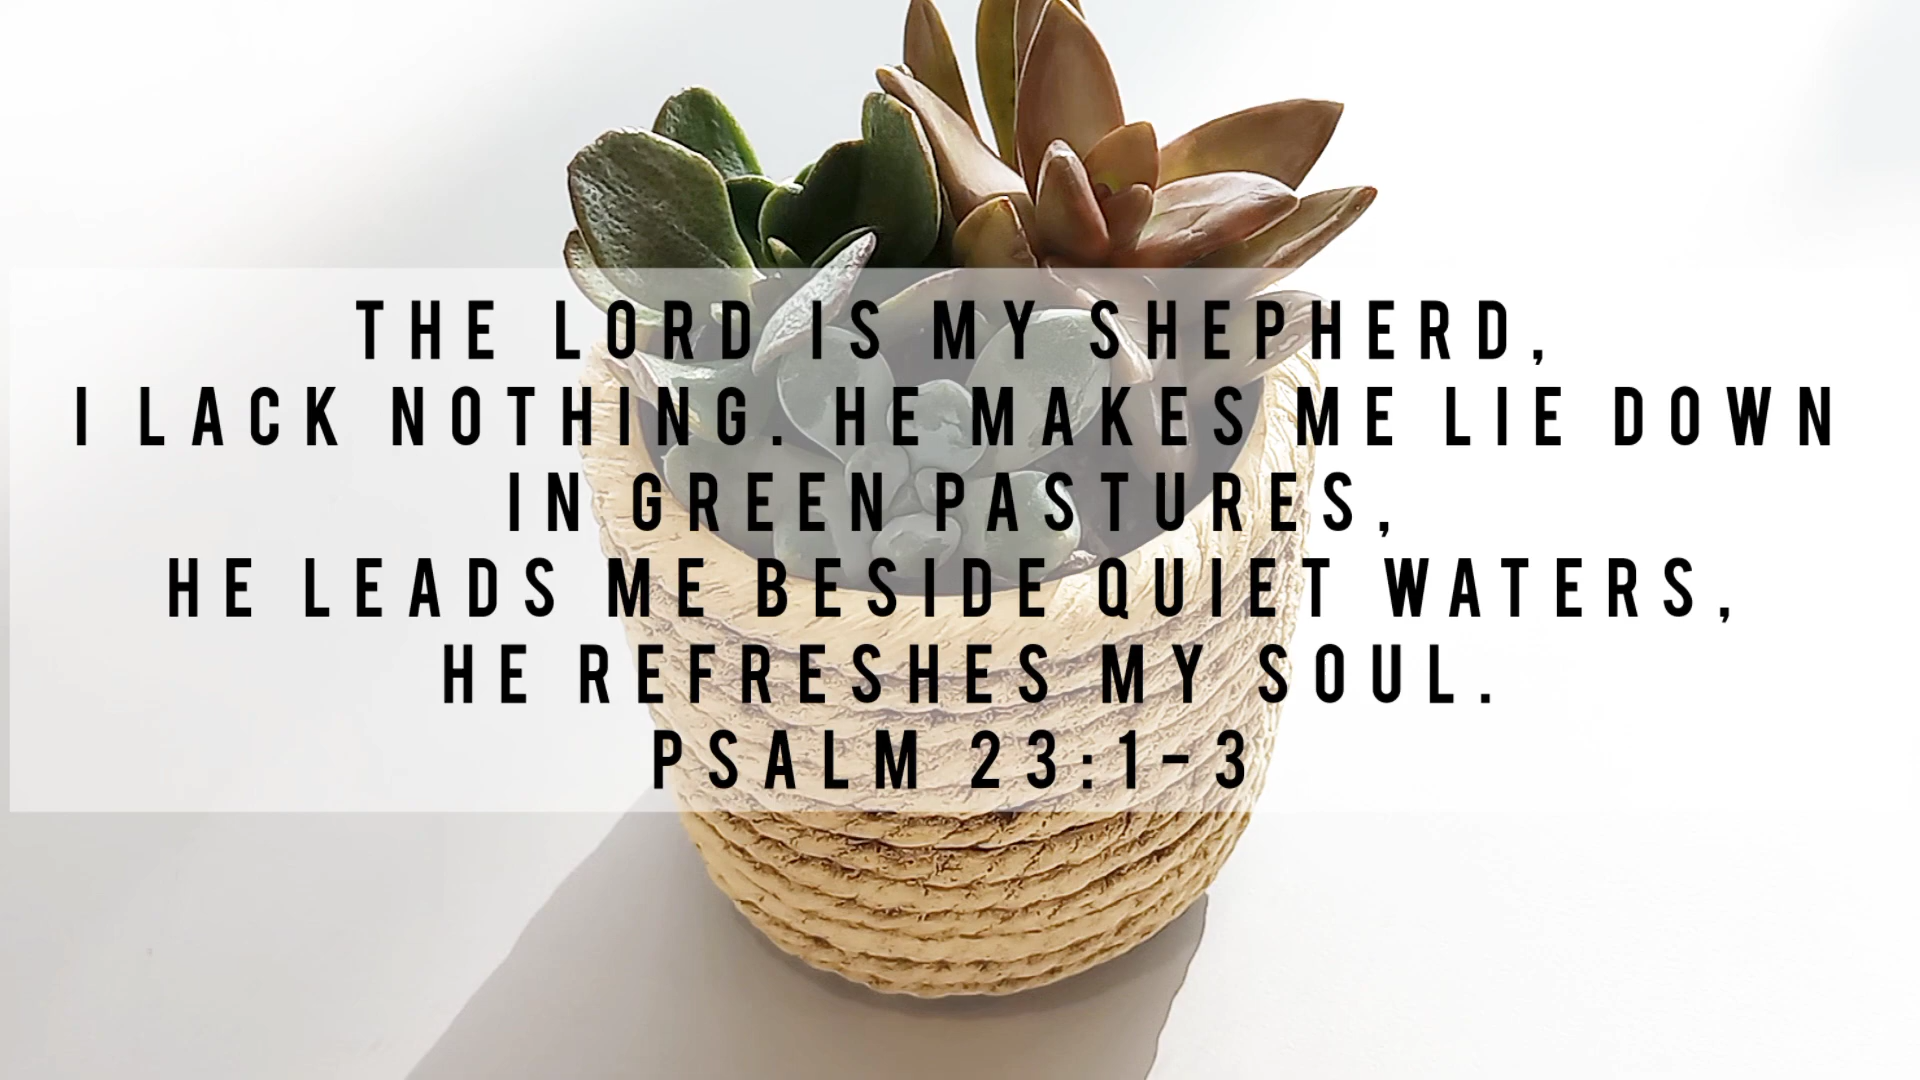 THE LORD IS MY SHEPHERD,
I LACK NOTHING. HE MAKES ME LIE DOWN
IN GREEN PASTURES,
HE LEADS ME BESIDE QUIET WATERS,
HE REFRESHES MY SOUL.
PSALM 23:1-3